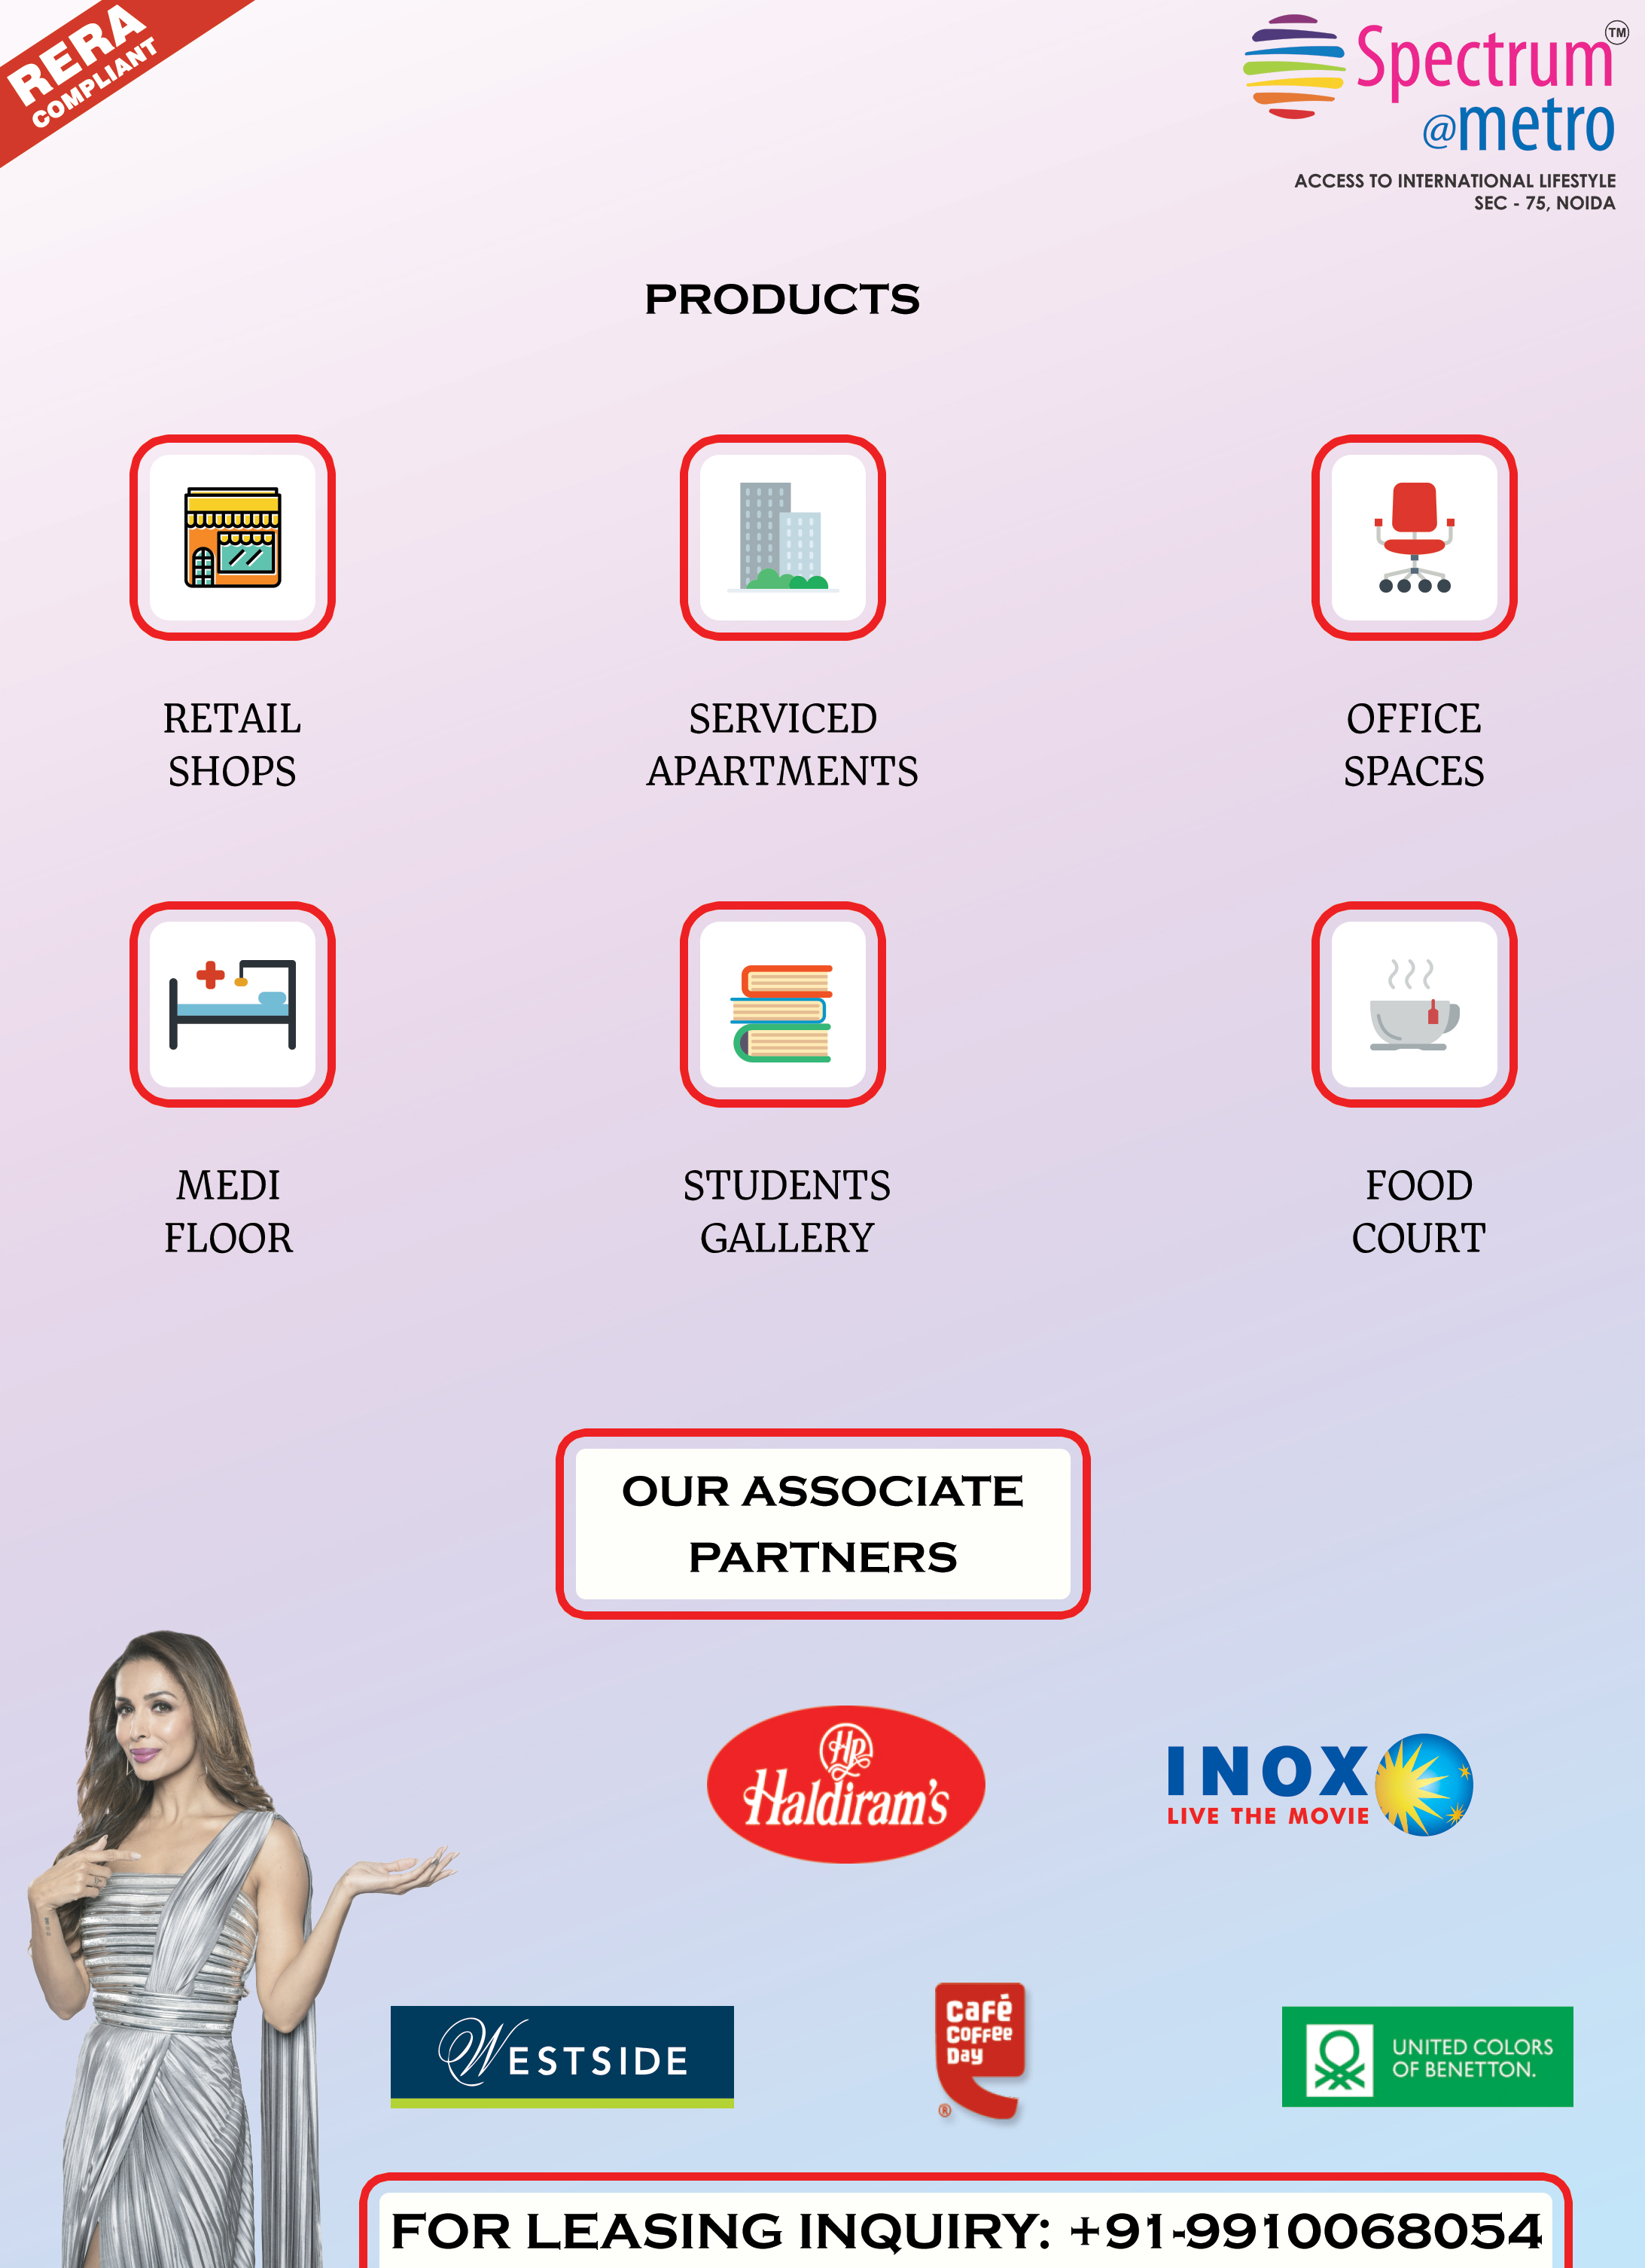 RERA
COMPLIANT
Spectrum™
@metro
ACCESS TO INTERNATIONAL LIFESTYLE
SEC - 75, NOIDA
PRODUCTS
RETAIL
SHOPS
SERVICED
APARTMENTS
OFFICE
SPACES
MEDI
FLOOR
STUDENTS
GALLERY
FOOD
COURT
OUR ASSOCIATE
PARTNERS
HR
Haldiram's
INOX
LIVE THE MOVIE
WESTSIDE
Café
Coffee
Day
®
UNITED COLORS
OF BENETTON.
FOR LEASING INQUIRY: +91-9910068054